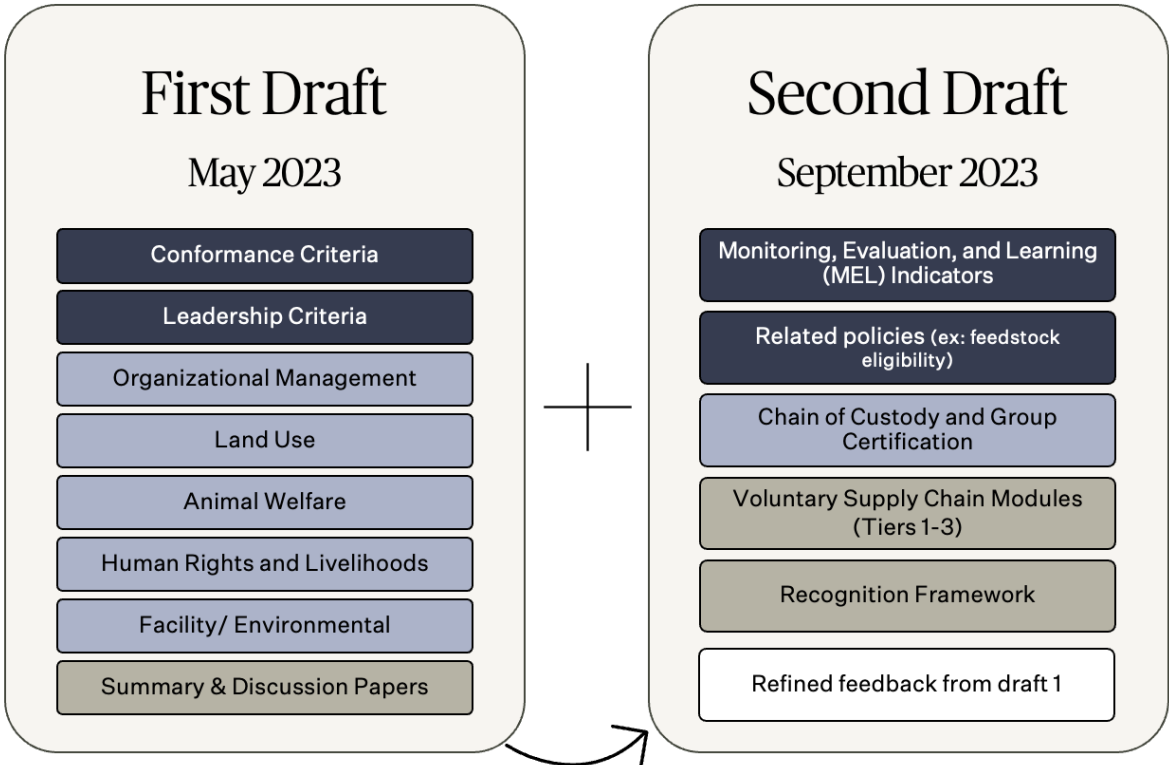 First Draft
May 2023
Conformance Criteria
Leadership Criteria
Organizational Management
Land Use
Animal Welfare
Human Rights and Livelihoods
Facility/ Environmental
Summary & Discussion Papers
Second Draft
September 2023
Monitoring, Evaluation, and Learning
(MEL) Indicators
Related policies (ex: feedstock
eligibility)
Chain of Custody and Group
Certification
Voluntary Supply Chain Modules
(Tiers 1-3)
Recognition Framework
Refined feedback from draft 1